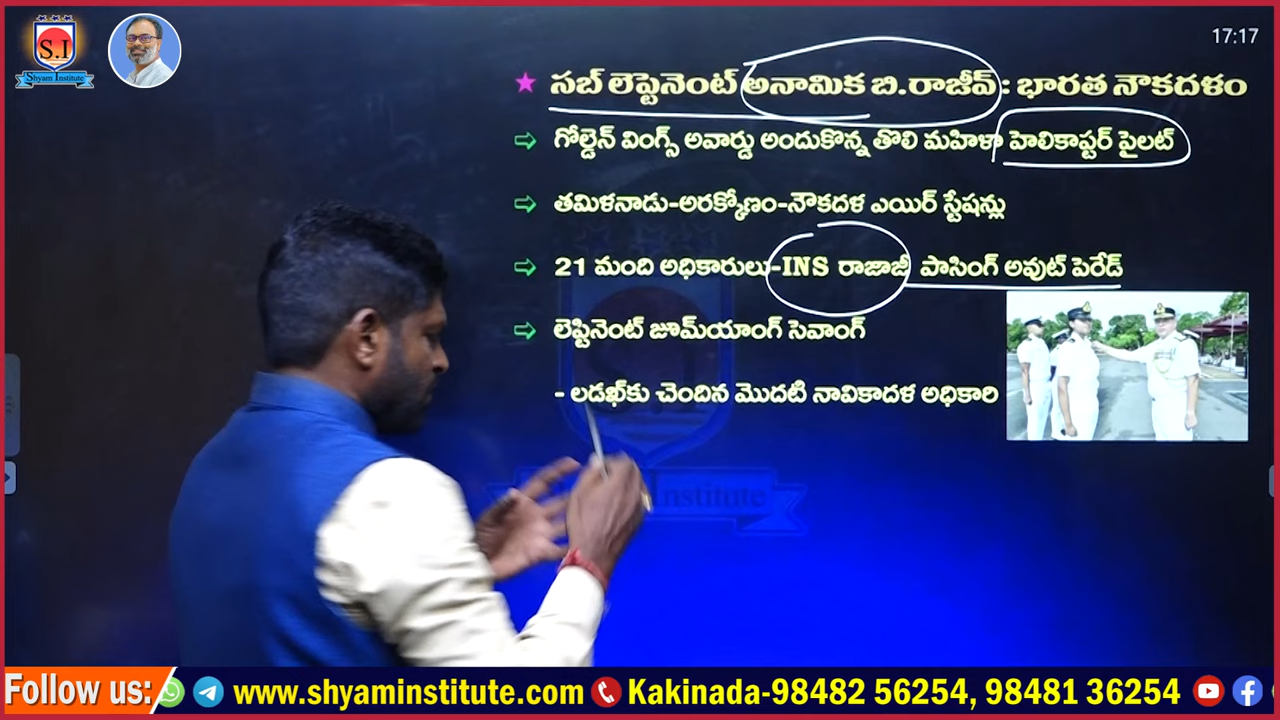 S.I
Shyam Institute
17:17
★ సబ్ లెఫ్టెనెంట్ అనామిక బి.రాజీవ్ : భారత నౌకదళం
⇨ గోల్డెన్ వింగ్స్ అవార్డు అందుకొన్న తొలి మహిళా హెలికాప్టర్ పైలట్
⇨ తమిళనాడు-అరక్కోణం-నౌకదళ ఎయిర్ స్టేషన్లు
⇨ 21 మంది అధికారులు-INS రాజాజీ పాసింగ్ అవుట్ పెరేడ్
⇨ లెఫ్టినెంట్ జామ్‌యాంగ్ సెవాంగ్
- లడఖ్‌కు చెందిన మొదటి నావికాదళ అధికారి
Institute
Follow us: www.shyaminstitute.com Kakinada-98482 56254, 98481 36254